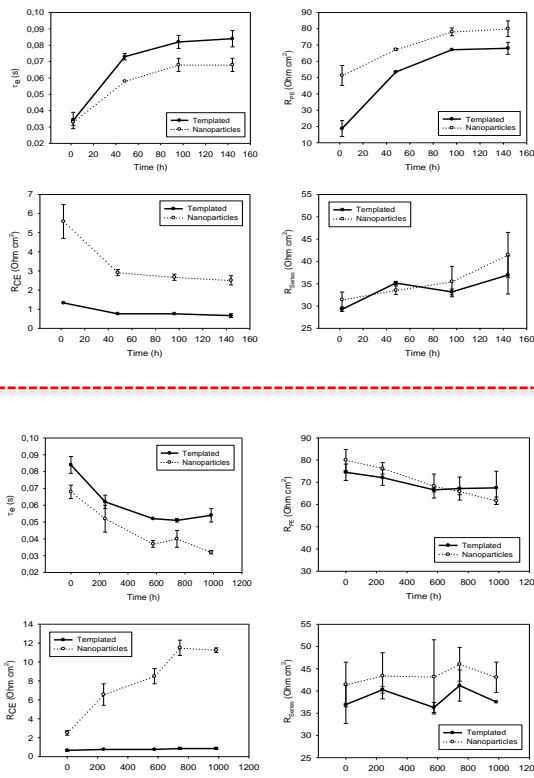 0,10
0,09
0,08
0,07
0,06
0,05
0,04
0,03
0,02
τe (s)
Templated
Nanoparticles
0 20 40 60 80 100 120 140 160
Time (h)
90
80
70
60
50
40
30
20
10
RPE (Ohm cm2)
Templated
Nanoparticles
0 20 40 60 80 100 120 140 160
Time (h)
7
6
5
4
3
2
1
0
RCE (Ohm cm2)
Templated
Nanoparticles
0 20 40 60 80 100 120 140 160
Time (h)
55
50
45
40
35
30
25
RSeries (Ohm cm2)
Templated
Nanoparticles
0 20 40 60 80 100 120 140 160
Time (h)
0,10
0,09
0,08
0,07
0,06
0,05
0,04
0,03
0,02
τe (s)
Templated
Nanoparticles
0 200 400 600 800 1000 1200
Time (h)
90
80
70
60
50
40
30
RPE (Ohm cm2)
Templated
Nanoparticles
0 200 400 600 800 1000 1200
Time (h)
14
12
10
8
6
4
2
0
RCE (Ohm cm2)
Templated
Nanoparticles
0 200 400 600 800 1000 1200
Time (h)
55
50
45
40
35
30
25
RSeries (Ohm cm2)
Templated
Nanoparticles
0 200 400 600 800 1000 1200
Time (h)